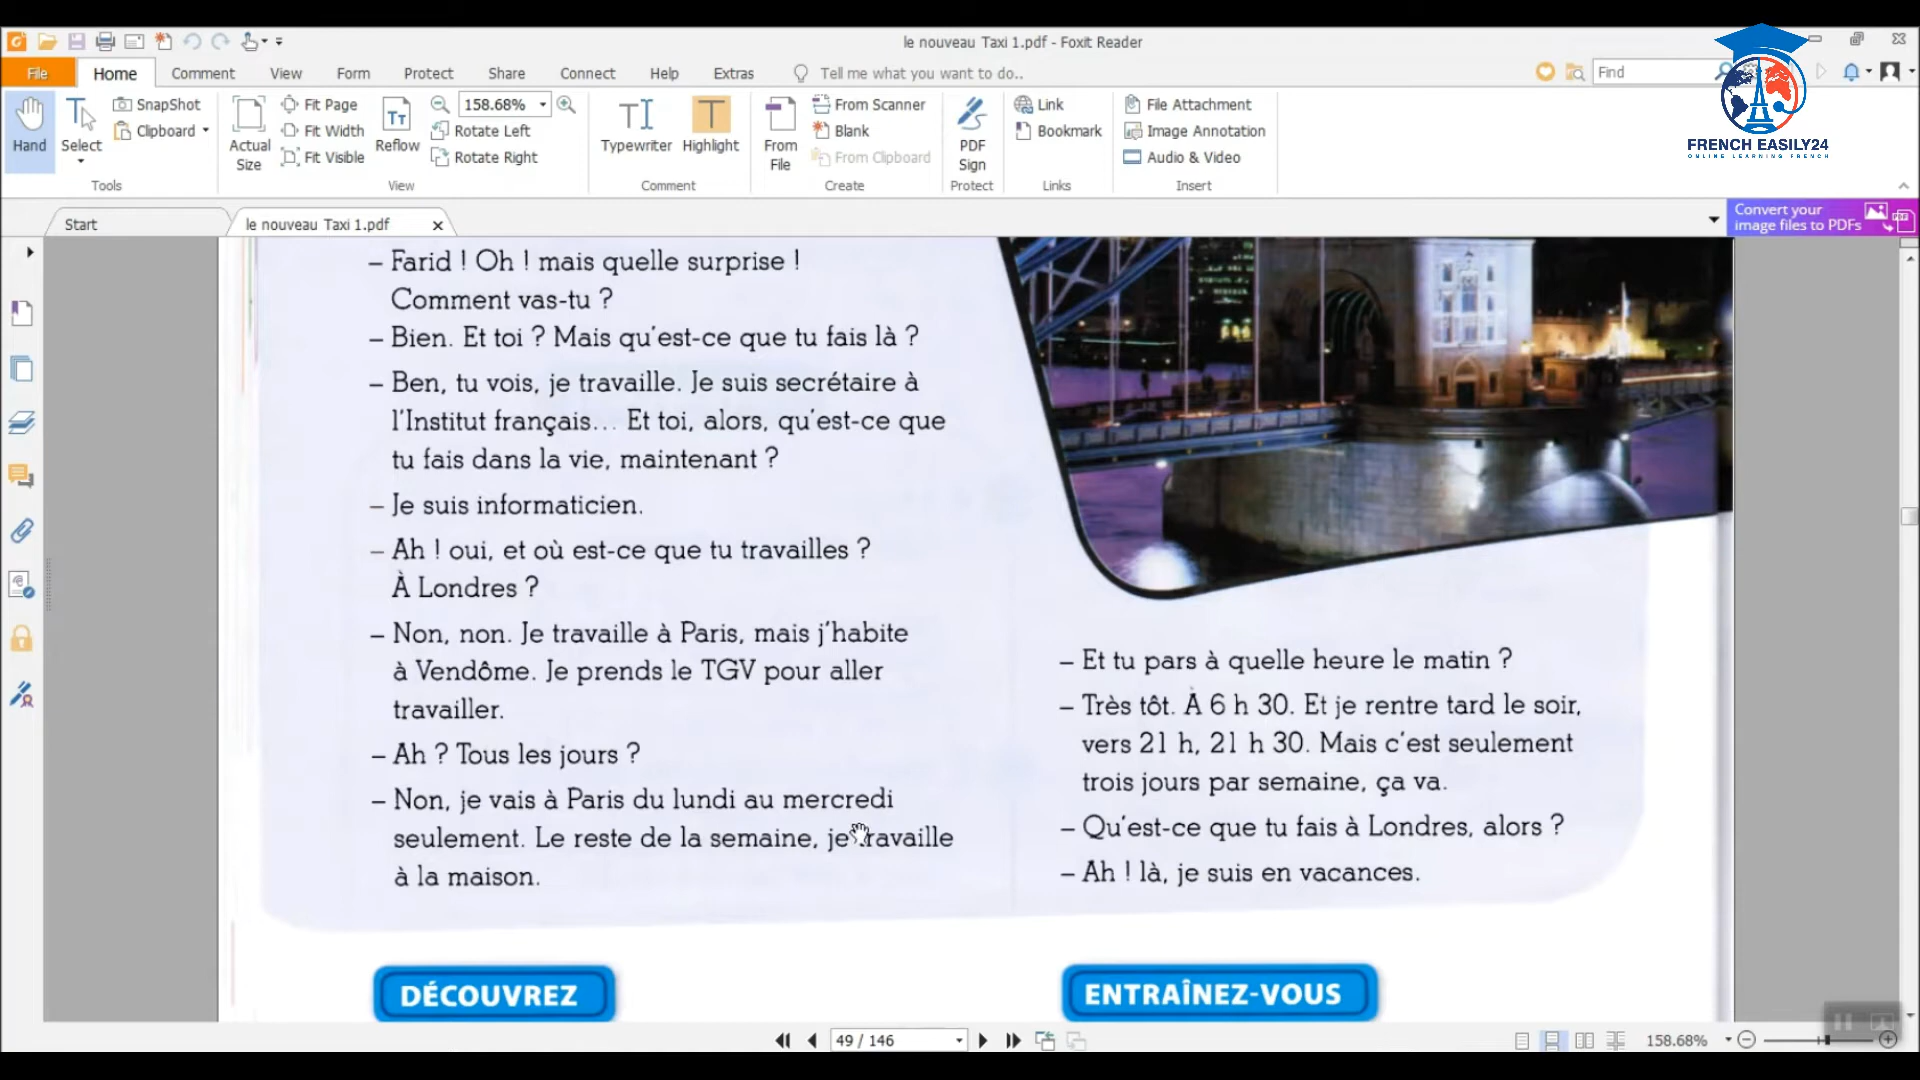 le nouveau Taxi 1.pdf - Foxit Reader
File Home Comment View Form Protect Share Connect Help Extras Tell me what you want to do.. Find
FRENCH EASILY24
ONLINE LEARNING FRENCH
Hand
Select
Tools
SnapShot
Clipboard
Actual Size
Fit Page
Fit Width
Fit Visible
Reflow
158.68%
Rotate Left
Rotate Right
View
Typewriter
Highlight
Comment
From File
From Scanner
Blank
From Clipboard
Create
PDF Sign
Protect
Link
Bookmark
Links
File Attachment
Image Annotation
Audio & Video
Insert
Start
le nouveau Taxi 1.pdf
Convert your
image files to PDFs
– Farid ! Oh ! mais quelle surprise !
Comment vas-tu ?
– Bien. Et toi ? Mais qu'est-ce que tu fais là ?
– Ben, tu vois, je travaille. Je suis secrétaire à
l'Institut français... Et toi, alors, qu'est-ce que
tu fais dans la vie, maintenant ?
– Je suis informaticien.
– Ah ! oui, et où est-ce que tu travailles ?
À Londres ?
– Non, non. Je travaille à Paris, mais j'habite
à Vendôme. Je prends le TGV pour aller
travailler.
– Ah ? Tous les jours ?
– Non, je vais à Paris du lundi au mercredi
seulement. Le reste de la semaine, je travaille
à la maison.
– Et tu pars à quelle heure le matin ?
– Très tôt. À 6 h 30. Et je rentre tard le soir,
vers 21 h, 21 h 30. Mais c'est seulement
trois jours par semaine, ça va.
– Qu'est-ce que tu fais à Londres, alors ?
– Ah ! là, je suis en vacances.
DÉCOUVREZ
ENTRAÎNEZ-VOUS
49 / 146
158.68%